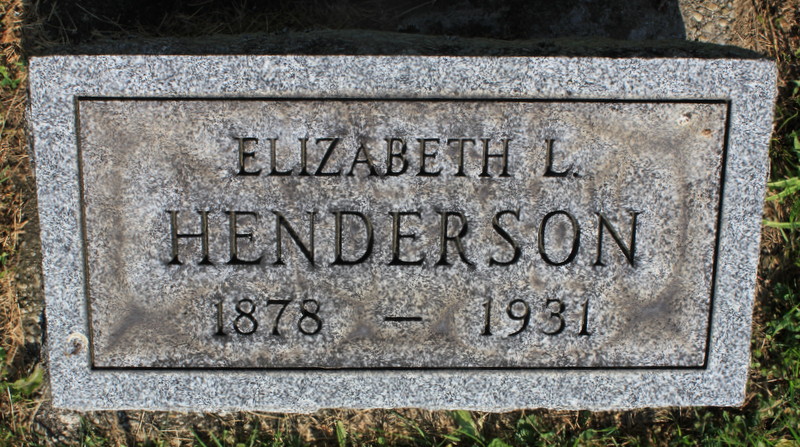 ELIZABETH L.
HENDERSON
1878 — 1931